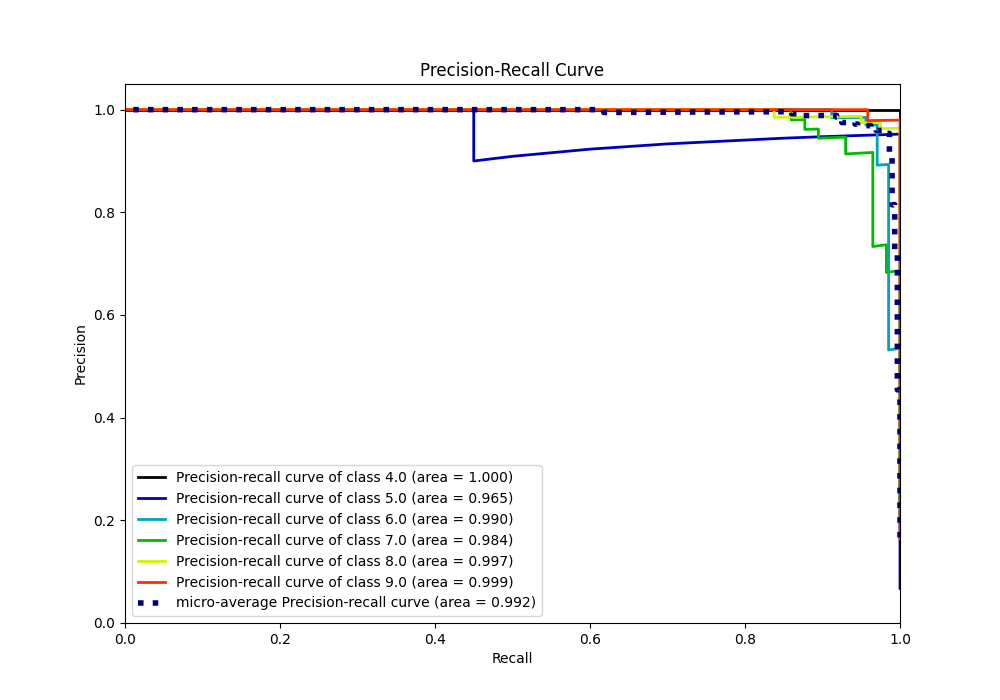 Precision-Recall Curve
Precision
1.0
0.8
0.6
0.4
0.2
0.0
Precision-recall curve of class 4.0 (area = 1.000)
Precision-recall curve of class 5.0 (area = 0.965)
Precision-recall curve of class 6.0 (area = 0.990)
Precision-recall curve of class 7.0 (area = 0.984)
Precision-recall curve of class 8.0 (area = 0.997)
Precision-recall curve of class 9.0 (area = 0.999)
micro-average Precision-recall curve (area = 0.992)
0.0 0.2 0.4 0.6 0.8 1.0
Recall